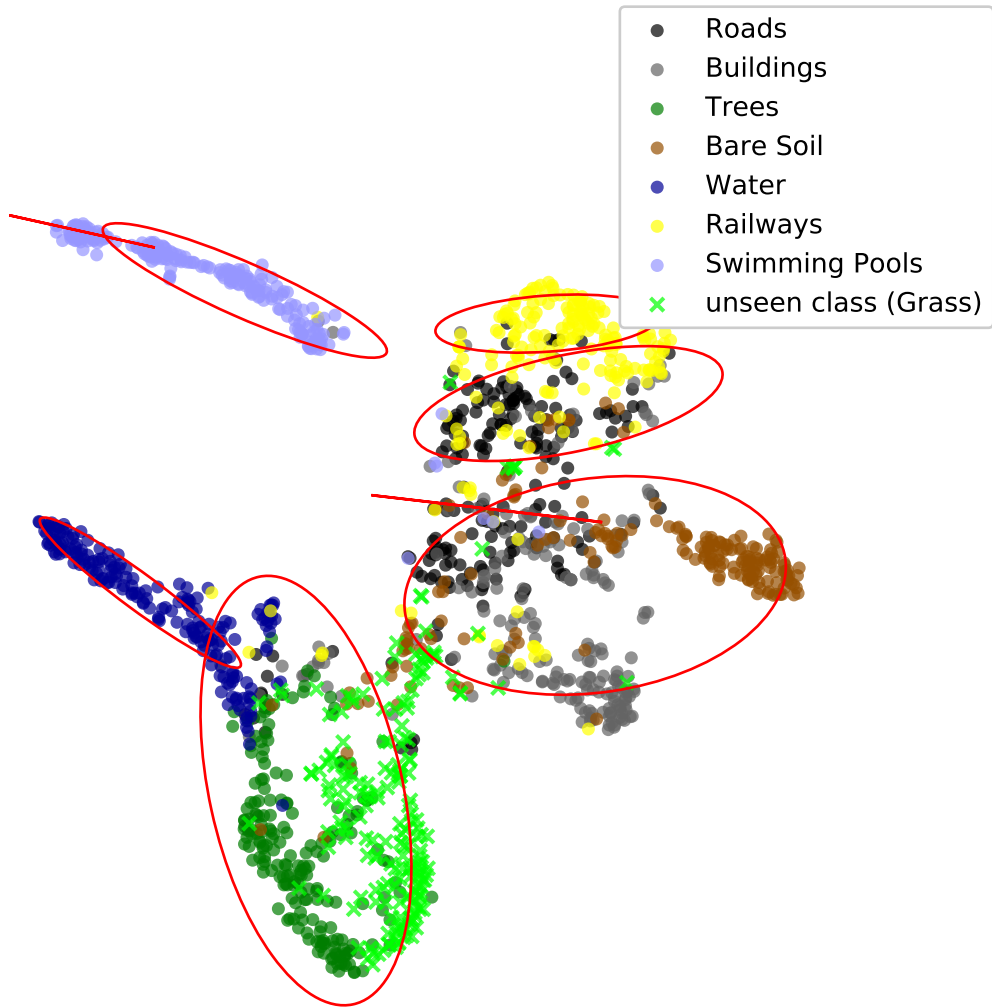 Roads
Buildings
Trees
Bare Soil
Water
Railways
Swimming Pools
unseen class (Grass)